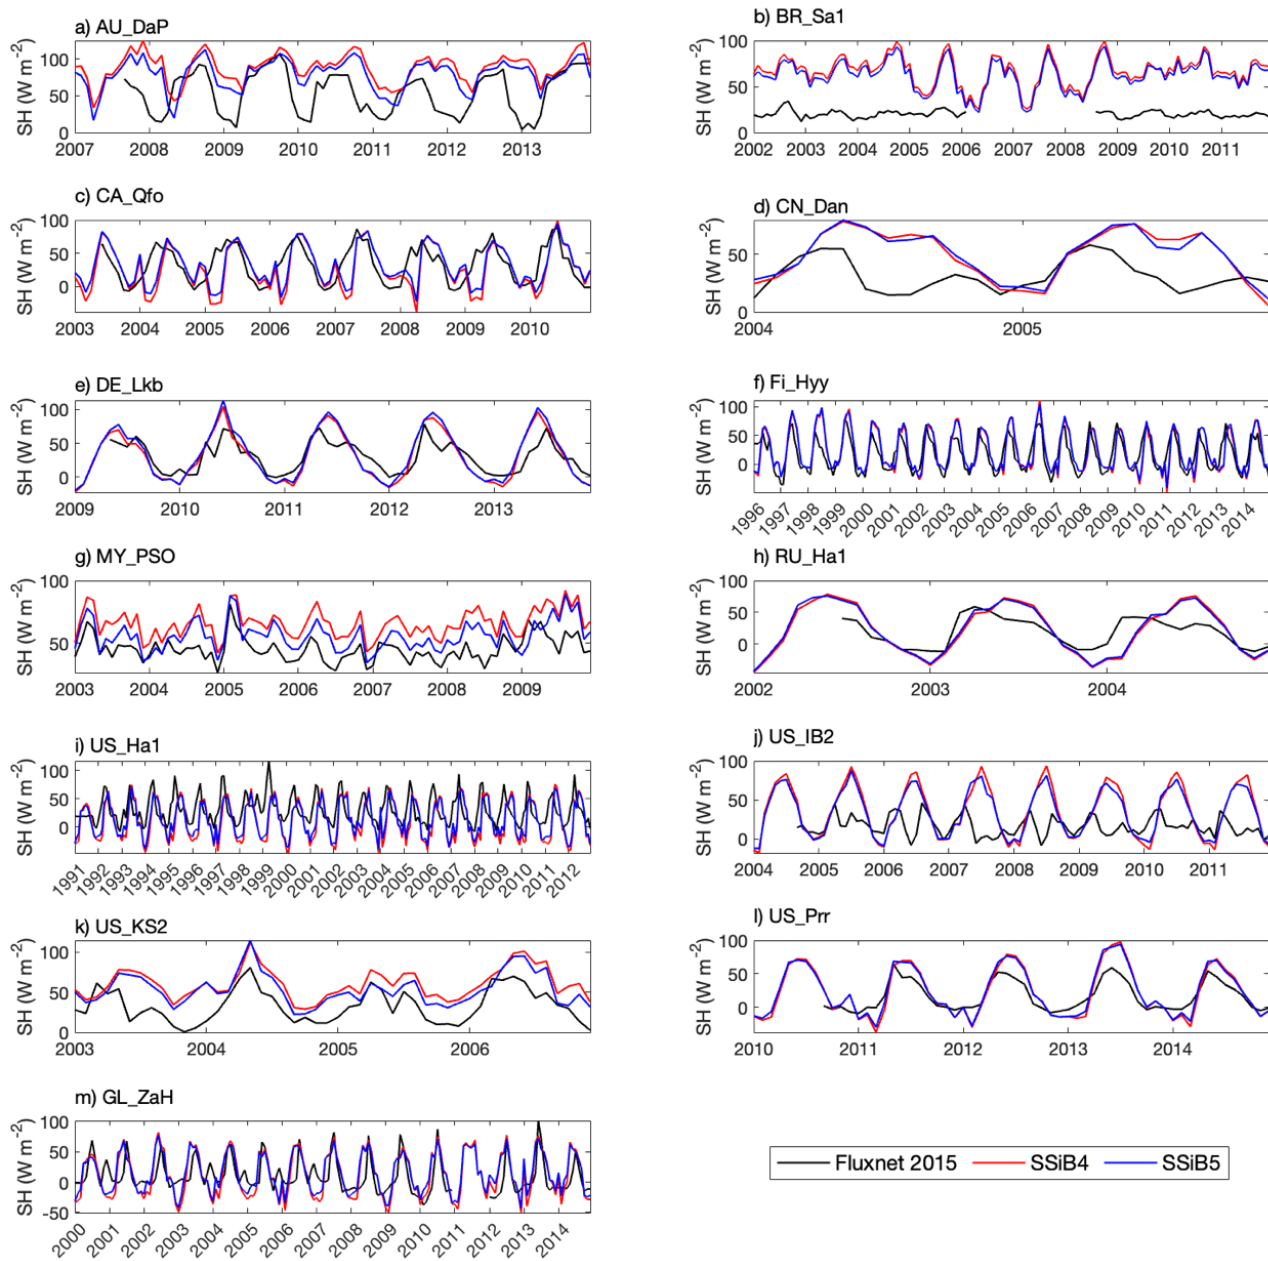 a) AU_DaP
SH (W m⁻²)
100
50
0
2007 2008 2009 2010 2011 2012 2013
b) BR_Sa1
SH (W m⁻²)
100
50
0
2002 2003 2004 2005 2006 2007 2008 2009 2010 2011
c) CA_Qfo
SH (W m⁻²)
100
50
0
2003 2004 2005 2006 2007 2008 2009 2010
d) CN_Dan
SH (W m⁻²)
50
0
2004 2005
e) DE_Lkb
SH (W m⁻²)
100
50
0
2009 2010 2011 2012 2013
f) Fi_Hyy
SH (W m⁻²)
100
50
0
1996 1997 1998 1999 2000 2001 2002 2003 2004 2005 2006 2007 2008 2009 2010 2011 2012 2013 2014
g) MY_PSO
SH (W m⁻²)
100
50
2003 2004 2005 2006 2007 2008 2009
h) RU_Ha1
SH (W m⁻²)
100
50
0
2002 2003 2004
i) US_Ha1
SH (W m⁻²)
100
50
0
1991 1992 1993 1994 1995 1996 1997 1998 1999 2000 2001 2002 2003 2004 2005 2006 2007 2008 2009 2010 2011 2012
j) US_IB2
SH (W m⁻²)
100
50
0
2004 2005 2006 2007 2008 2009 2010 2011
k) US_KS2
SH (W m⁻²)
100
50
0
2003 2004 2005 2006
l) US_Prr
SH (W m⁻²)
100
50
0
2010 2011 2012 2013 2014
m) GL_ZaH
SH (W m⁻²)
100
50
0
-50
2000 2001 2002 2003 2004 2005 2006 2007 2008 2009 2010 2011 2012 2013 2014
Fluxnet 2015 SSiB4 SSiB5